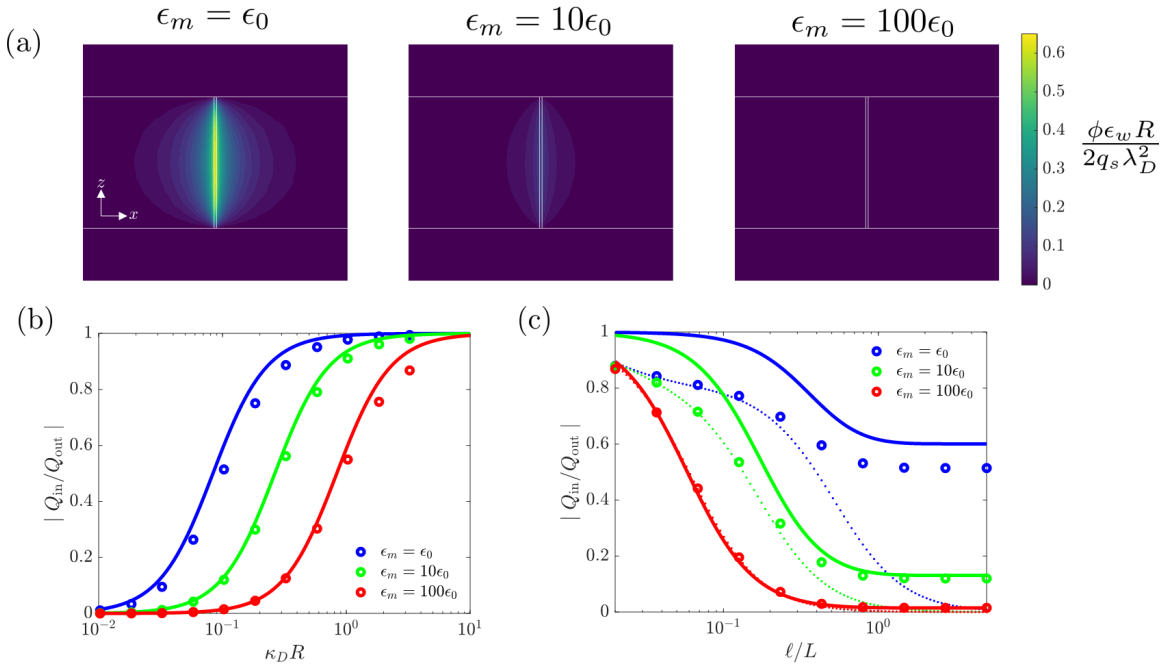 ϵ_m = ϵ_0 ϵ_m = 10ϵ_0 ϵ_m = 100ϵ_0
(a)
0.6
0.5
0.4
0.3
0.2
0.1
0
ϕϵ_w R
2q_s λ_D^2
z
x
(b)
1
0.8
0.6
0.4
0.2
0
| Q_in/Q_out |
ϵ_m = ϵ_0
ϵ_m = 10ϵ_0
ϵ_m = 100ϵ_0
10^−2 10^−1 10^0 10^1
κ_D R
(c)
1
0.8
0.6
0.4
0.2
0
| Q_in/Q_out |
ϵ_m = ϵ_0
ϵ_m = 10ϵ_0
ϵ_m = 100ϵ_0
10^−1 10^0
ℓ/L